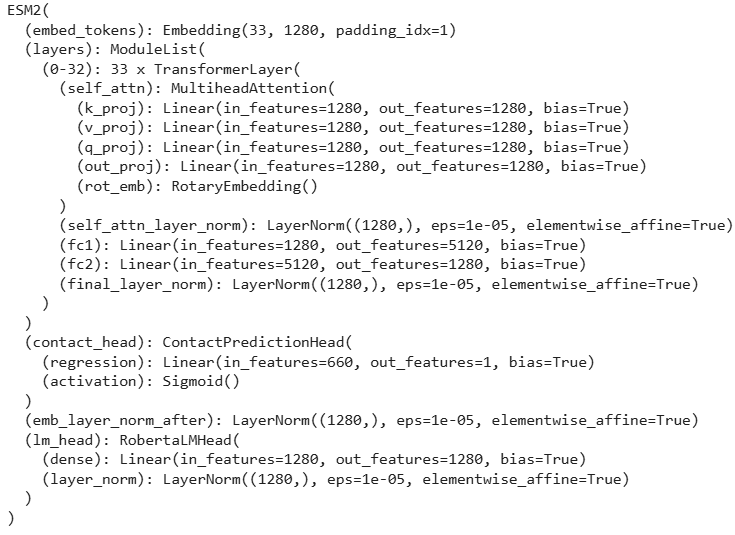 ESM2(
  (embed_tokens): Embedding(33, 1280, padding_idx=1)
  (layers): ModuleList(
    (0-32): 33 x TransformerLayer(
      (self_attn): MultiheadAttention(
        (k_proj): Linear(in_features=1280, out_features=1280, bias=True)
        (v_proj): Linear(in_features=1280, out_features=1280, bias=True)
        (q_proj): Linear(in_features=1280, out_features=1280, bias=True)
        (out_proj): Linear(in_features=1280, out_features=1280, bias=True)
        (rot_emb): RotaryEmbedding()
      )
      (self_attn_layer_norm): LayerNorm((1280,), eps=1e-05, elementwise_affine=True)
      (fc1): Linear(in_features=1280, out_features=5120, bias=True)
      (fc2): Linear(in_features=5120, out_features=1280, bias=True)
      (final_layer_norm): LayerNorm((1280,), eps=1e-05, elementwise_affine=True)
    )
  )
  (contact_head): ContactPredictionHead(
    (regression): Linear(in_features=660, out_features=1, bias=True)
    (activation): Sigmoid()
  )
  (emb_layer_norm_after): LayerNorm((1280,), eps=1e-05, elementwise_affine=True)
  (lm_head): RobertaLMHead(
    (dense): Linear(in_features=1280, out_features=1280, bias=True)
    (layer_norm): LayerNorm((1280,), eps=1e-05, elementwise_affine=True)
  )
)